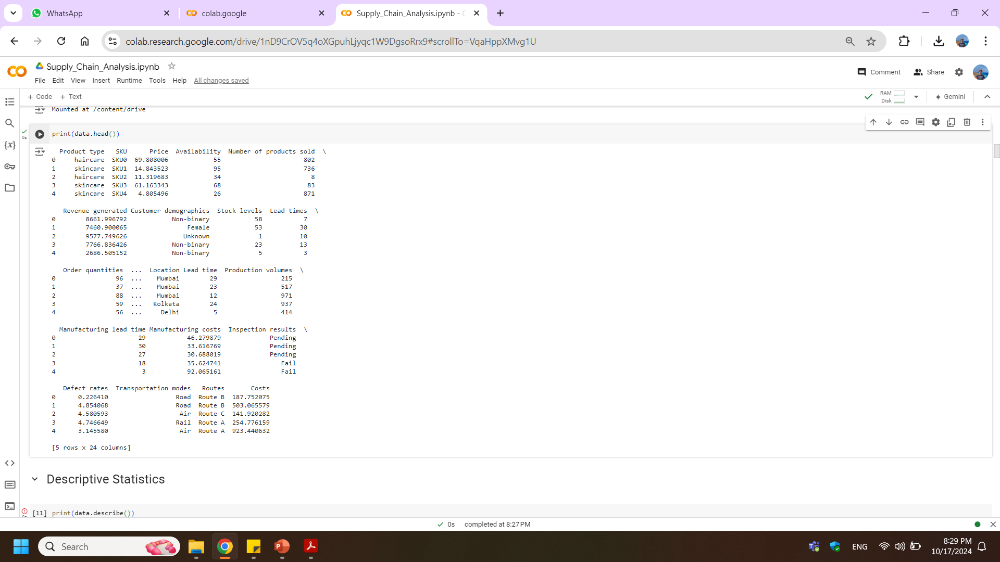 WhatsApp
colab.google
Supply_Chain_Analysis.ipynb -
colab.research.google.com/drive/1nD9CrOV5q4oXGpuhLjyqc1W9DgsoRrx9#scrollTo=VqaHppXMvg1U
Supply_Chain_Analysis.ipynb
Comment Share
File Edit View Insert Runtime Tools Help All changes saved
+ Code + Text
RAM
Disk
Gemini
Mounted at /content/drive
0s
print(data.head())
  Product type   SKU      Price  Availability  Number of products sold  \
0     haircare  SKU0  69.808006            55                      802
1     skincare  SKU1  14.843523            95                      736
2     haircare  SKU2  11.319683            34                        8
3     skincare  SKU3  61.163343            68                       83
4     skincare  SKU4   4.805496            26                      871
   Revenue generated Customer demographics  Stock levels  Lead times  \
0        8661.996792            Non-binary            58           7
1        7460.900065                Female            53          30
2        9577.749626               Unknown             1          10
3        7766.836426            Non-binary            23          13
4        2686.505152            Non-binary             5           3
   Order quantities  ...  Location Lead time  Production volumes  \
0                96  ...    Mumbai        29                 215
1                37  ...    Mumbai        23                 517
2                88  ...    Mumbai        12                 971
3                59  ...   Kolkata        24                 937
4                56  ...     Delhi         5                 414
  Manufacturing lead time Manufacturing costs  Inspection results  \
0                      29           46.279879             Pending
1                      30           33.616769             Pending
2                      27           30.688019             Pending
3                      18           35.624741                Fail
4                       3           92.065161                Fail
   Defect rates  Transportation modes   Routes       Costs
0      0.226410                  Road  Route B  187.752075
1      4.854068                  Road  Route B  503.065579
2      4.580593                   Air  Route C  141.920282
3      4.746649                  Rail  Route A  254.776159
4      3.145580                   Air  Route A  923.440632
[5 rows x 24 columns]
Descriptive Statistics
[11] print(data.describe())
0s completed at 8:27 PM
Search
ENG
8:29 PM
10/17/2024